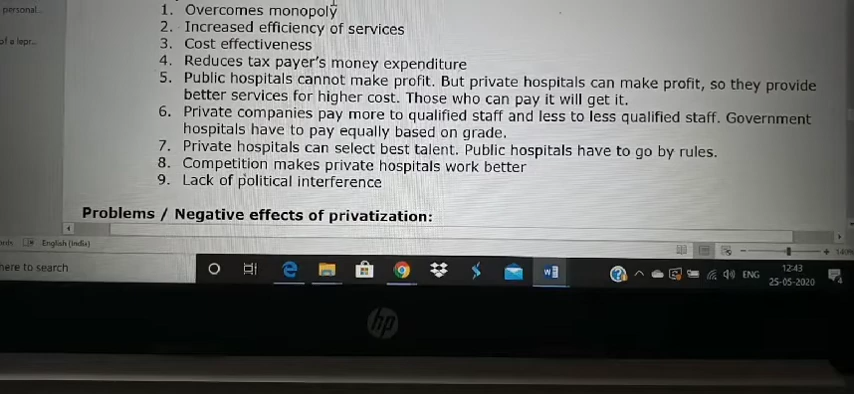 personal...
of a lepr...
1. Overcomes monopoly
2. Increased efficiency of services
3. Cost effectiveness
4. Reduces tax payer's money expenditure
5. Public hospitals cannot make profit. But private hospitals can make profit, so they provide
better services for higher cost. Those who can pay it will get it.
6. Private companies pay more to qualified staff and less to less qualified staff. Government
hospitals have to pay equally based on grade.
7. Private hospitals can select best talent. Public hospitals have to go by rules.
8. Competition makes private hospitals work better
9. Lack of political interference
Problems / Negative effects of privatization:
English (India)
140%
here to search
ENG
12:43
25-05-2020
hp